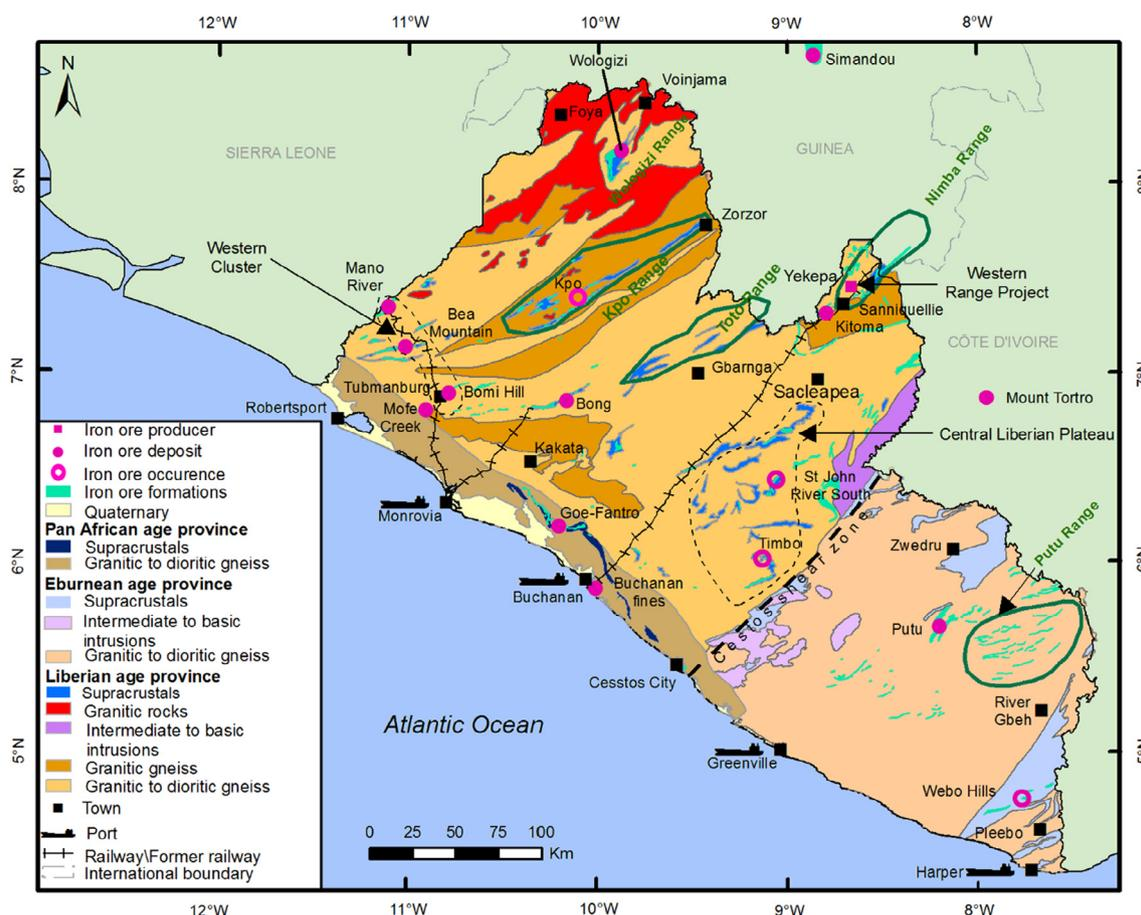 12°W
11°W
10°W
9°W
8°W
N
Wologizi
Voinjama
Simandou
Foya
SIERRA LEONE
GUINEA
Nimba Range
8°N
Wologizi Range
Zorzor
Western
Cluster
Mano
River
Kpo
Kpo Range
Toto Range
Yekepa
Western
Range Project
Bea
Mountain
Sanniquellie
Kitoma
CÔTE D'IVOIRE
7°N
7°N
Gbarnga
Sacleapea
Tubmanburg
Bomi Hill
Mount Tortro
Robertsport
Mofe
Creek
Bong
Central Liberian Plateau
Kakata
St John
River South
Iron ore producer
Iron ore deposit
Iron ore occurence
Iron ore formations
Quaternary
Pan African age province
Supracrustals
Granitic to dioritic gneiss
Eburnean age province
Supracrustals
Intermediate to basic
intrusions
Granitic to dioritic gneiss
Liberian age province
Supracrustals
Granitic rocks
Intermediate to basic
intrusions
Granitic gneiss
Granitic to dioritic gneiss
Town
Port
Railway\Former railway
International boundary
Monrovia
Goe-Fantro
Timbo
Zwedru
Putu Range
6°N
6°N
Buchanan
Buchanan
fines
Cestos shear zone
Putu
Cesstos City
River
Gbeh
Atlantic Ocean
5°N
5°N
Greenville
Webo Hills
Pleebo
Harper
0 25 50 75 100
Km
12°W
11°W
10°W
9°W
8°W